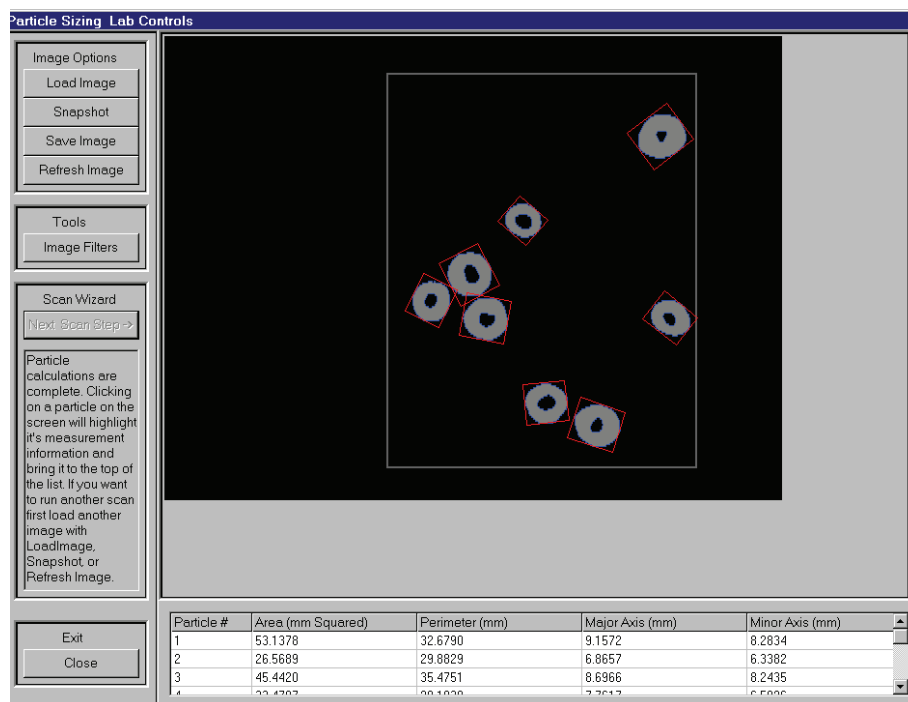 Particle Sizing Lab Controls
Image Options
Load Image
Snapshot
Save Image
Refresh Image
Tools
Image Filters
Scan Wizard
Next Scan Step ->
Particle
calculations are
complete. Clicking
on a particle on the
screen will highlight
it's measurement
information and
bring it to the top of
the list. If you want
to run another scan
first load another
image with
LoadImage,
Snapshot, or
Refresh Image.
Exit
Close
Particle # Area (mm Squared) Perimeter (mm) Major Axis (mm) Minor Axis (mm)
1 53.1378 32.6790 9.1572 8.2834
2 26.5689 29.8829 6.8657 6.3382
3 45.4420 35.4751 8.6966 8.2435